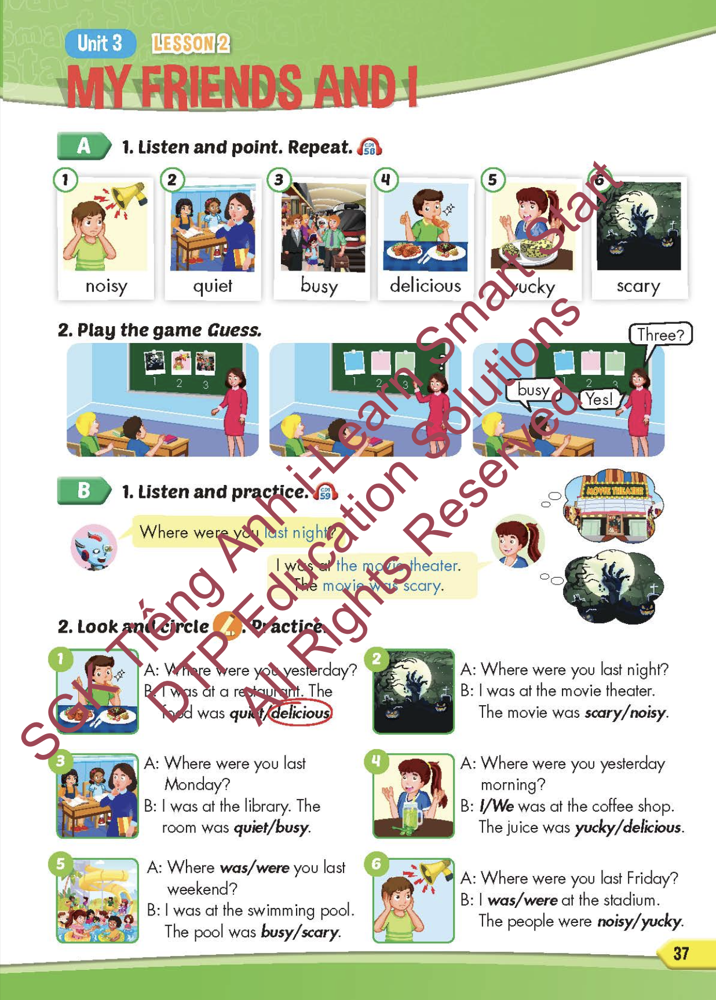 Unit 3 LESSON 2
MY FRIENDS AND I
A 1. Listen and point. Repeat. CD1 58
1 2 3 4 5 6
noisy quiet busy delicious yucky scary
2. Play the game Guess.
Three?
1 2 3 1 2 3 1 2 3
?
busy
Yes!
B 1. Listen and practice. CD1 59
MOVIE THEATER
Where were you last night?
I was at the movie theater.
The movie was scary.
2. Look and circle . Practice.
1
A: Where were you yesterday?
B: I was at a restaurant. The
food was quiet/delicious
2
A: Where were you last night?
B: I was at the movie theater.
The movie was scary/noisy.
3
A: Where were you last
Monday?
B: I was at the library. The
room was quiet/busy.
4
A: Where were you yesterday
morning?
B: I/We was at the coffee shop.
The juice was yucky/delicious.
5
A: Where was/were you last
weekend?
B: I was at the swimming pool.
The pool was busy/scary.
6
A: Where were you last Friday?
B: I was/were at the stadium.
The people were noisy/yucky.
37
SGK Tiếng Anh i-Learn Smart Start
DTP Education Solutions
All Rights Reserved